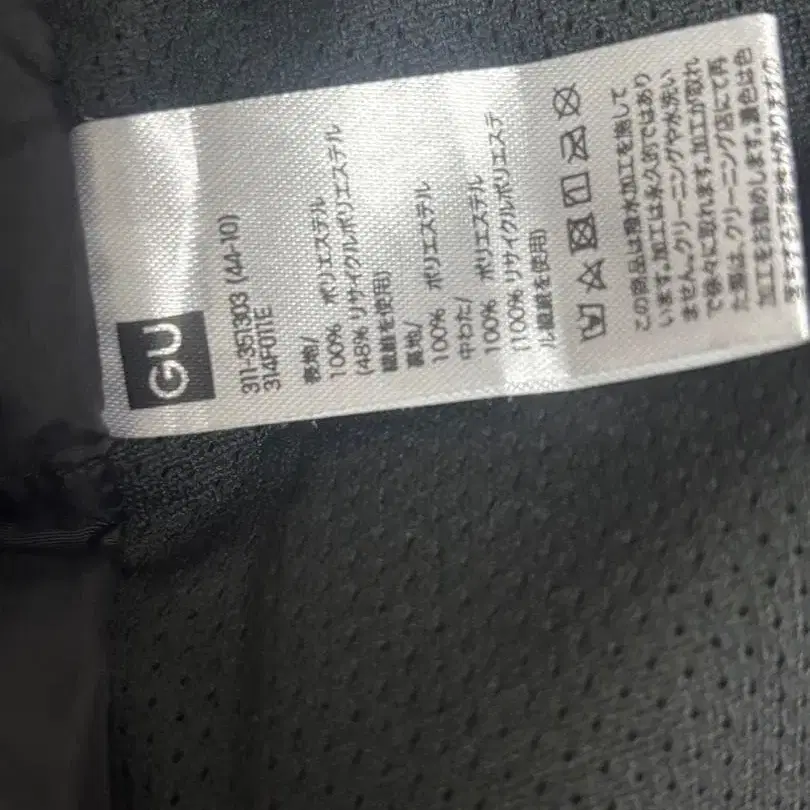 GU
311-351303 (44-10)
314F011E
表地/
100% ポリエステル
(48% リサイクルポリエステル
繊維を使用)
裏地/
100% ポリエステル
中わた/
100% ポリエステル
(100% リサイクルポリエステ
ル繊維を使用)
この商品は撥水加工を施して
います。加工は永久的ではあり
ません。クリーニングや水洗い
で徐々に取れます。加工が取れ
た際は、クリーニング店にて再
加工をお勧めします。濃色は色